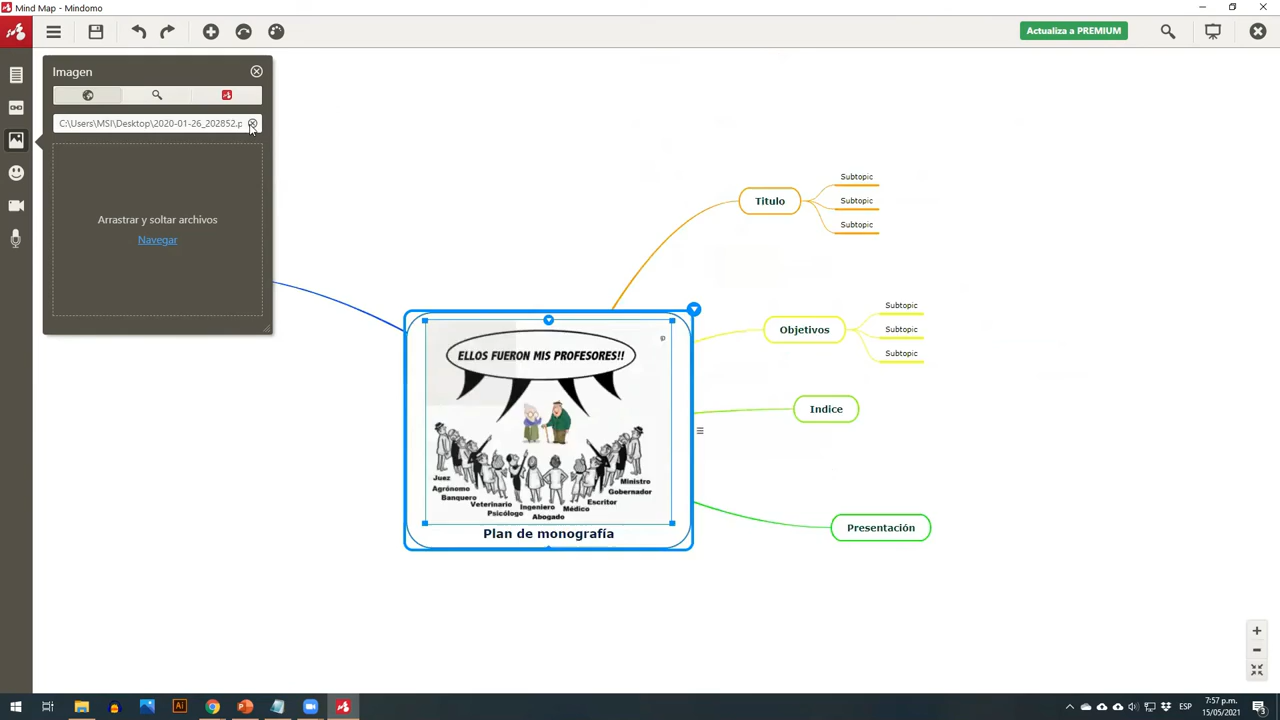 Mind Map - Mindomo
Actualiza a PREMIUM
Imagen
C:\Users\MSI\Desktop\2020-01-26_202852.p
Arrastrar y soltar archivos
Navegar
Titulo
Subtopic
Subtopic
Subtopic
Objetivos
Subtopic
Subtopic
Subtopic
Indice
Presentación
ELLOS FUERON MIS PROFESORES!!
Juez
Agrónomo
Banquero
Veterinario
Psicólogo
Ingeniero
Abogado
Médico
Escritor
Ministro
Gobernador
Plan de monografía
ESP
7:57 p.m.
15/05/2021